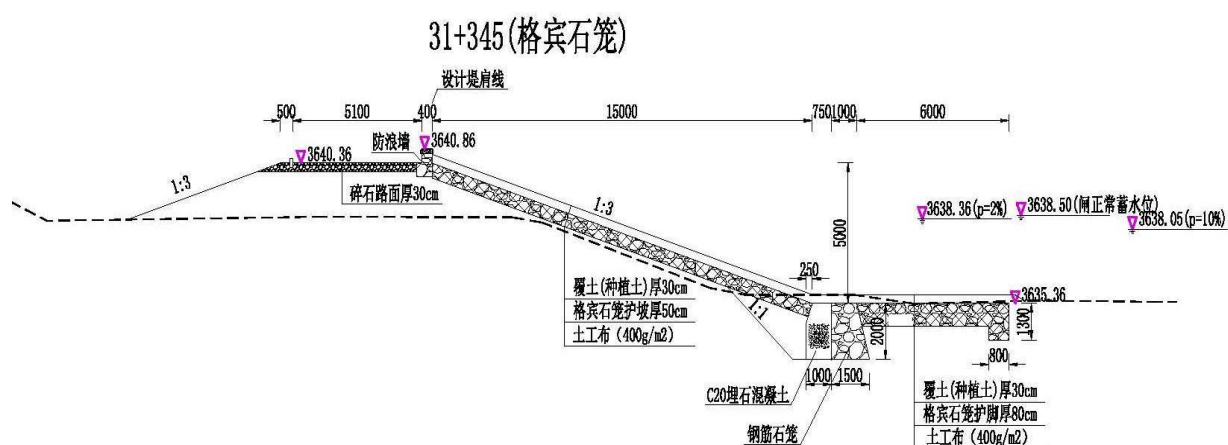 31+345(格宾石笼)
设计堤肩线
500
5100
400
15000
750
1000
6000
防浪墙
3640.86
3640.36
1:3
碎石路面厚30cm
1:3
5000
3638.36(p=2%)
3638.50(闸正常蓄水位)
3638.05(p=10%)
250
覆土(种植土)厚30cm
格宾石笼护坡厚50cm
土工布 (400g/m2)
1:1
3635.36
2000
1300
800
1000
1500
C20埋石混凝土
钢筋石笼
覆土(种植土)厚30cm
格宾石笼护脚厚80cm
土工布 (400g/m2)